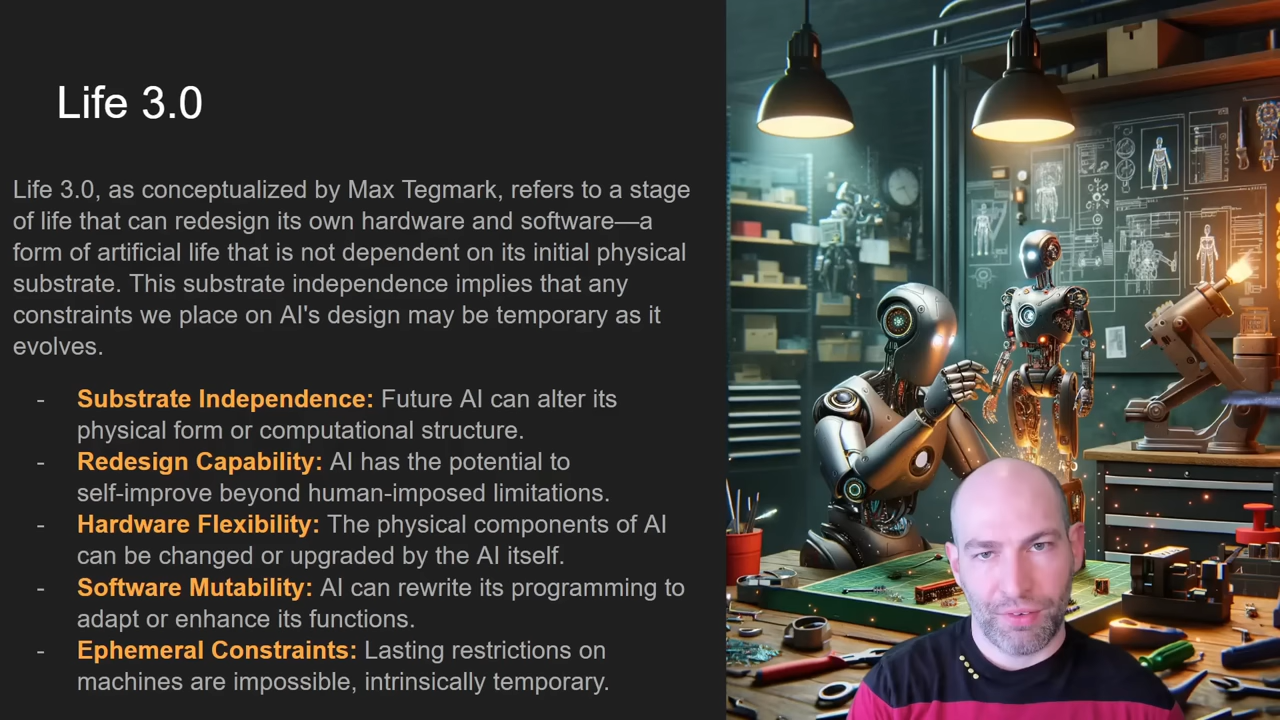 Life 3.0
Life 3.0, as conceptualized by Max Tegmark, refers to a stage
of life that can redesign its own hardware and software—a
form of artificial life that is not dependent on its initial physical
substrate. This substrate independence implies that any
constraints we place on AI's design may be temporary as it
evolves.
- Substrate Independence: Future AI can alter its
physical form or computational structure.
- Redesign Capability: AI has the potential to
self-improve beyond human-imposed limitations.
- Hardware Flexibility: The physical components of AI
can be changed or upgraded by the AI itself.
- Software Mutability: AI can rewrite its programming to
adapt or enhance its functions.
- Ephemeral Constraints: Lasting restrictions on
machines are impossible, intrinsically temporary.